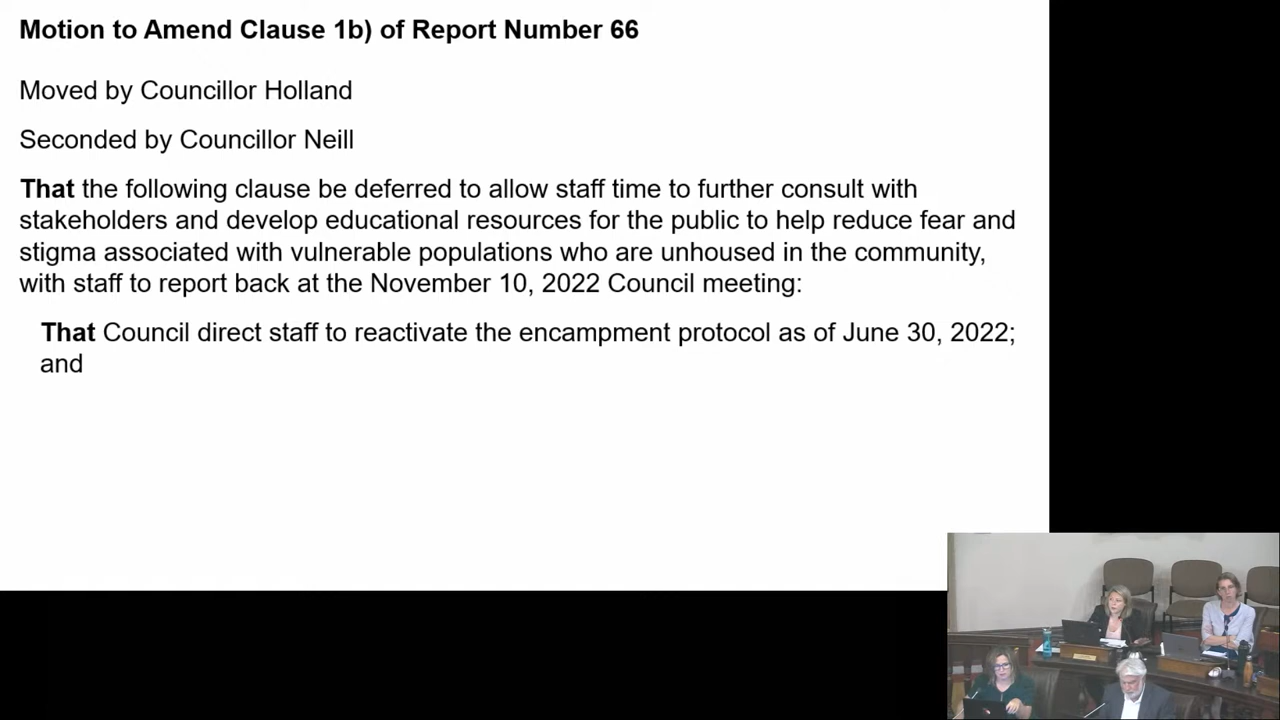 Motion to Amend Clause 1b) of Report Number 66
Moved by Councillor Holland
Seconded by Councillor Neill
That the following clause be deferred to allow staff time to further consult with
stakeholders and develop educational resources for the public to help reduce fear and
stigma associated with vulnerable populations who are unhoused in the community,
with staff to report back at the November 10, 2022 Council meeting:
That Council direct staff to reactivate the encampment protocol as of June 30, 2022;
and